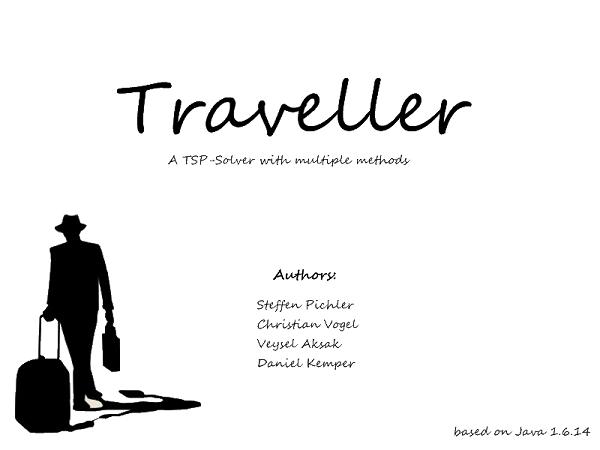 Traveller
A TSP-Solver with multiple methods
Authors:
Steffen Pichler
Christian Vogel
Veysel Aksak
Daniel Kemper
based on Java 1.6.14